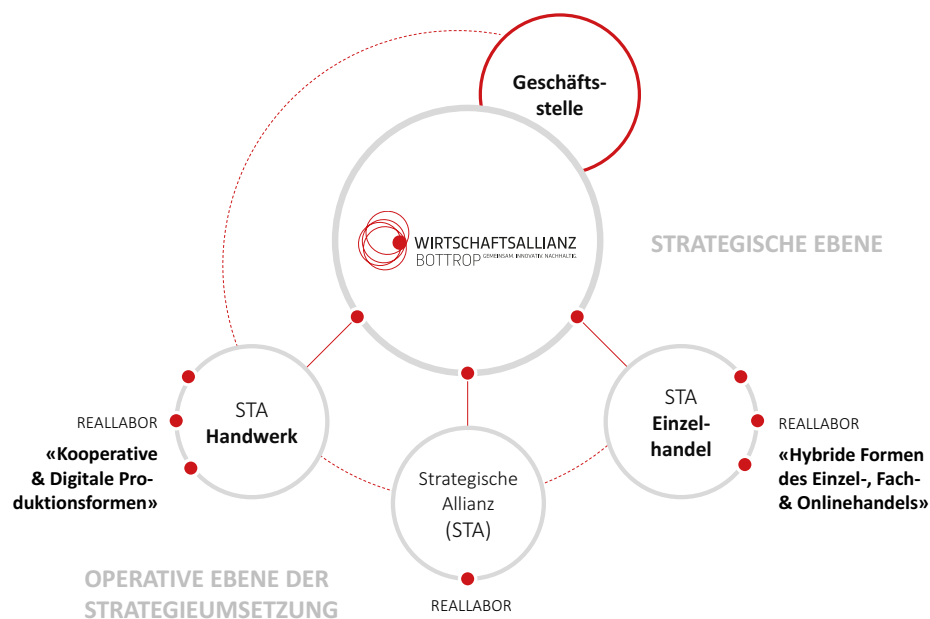 Geschäfts-
stelle
WIRTSCHAFTSALLIANZ
BOTTROP GEMEINSAM. INNOVATIV. NACHHALTIG.
STRATEGISCHE EBENE
STA
Handwerk
REALLABOR
«Kooperative
& Digitale Pro-
duktionsformen»
Strategische
Allianz
(STA)
REALLABOR
STA
Einzel-
handel
REALLABOR
«Hybride Formen
des Einzel-, Fach-
& Onlinehandels»
OPERATIVE EBENE DER
STRATEGIEUMSETZUNG